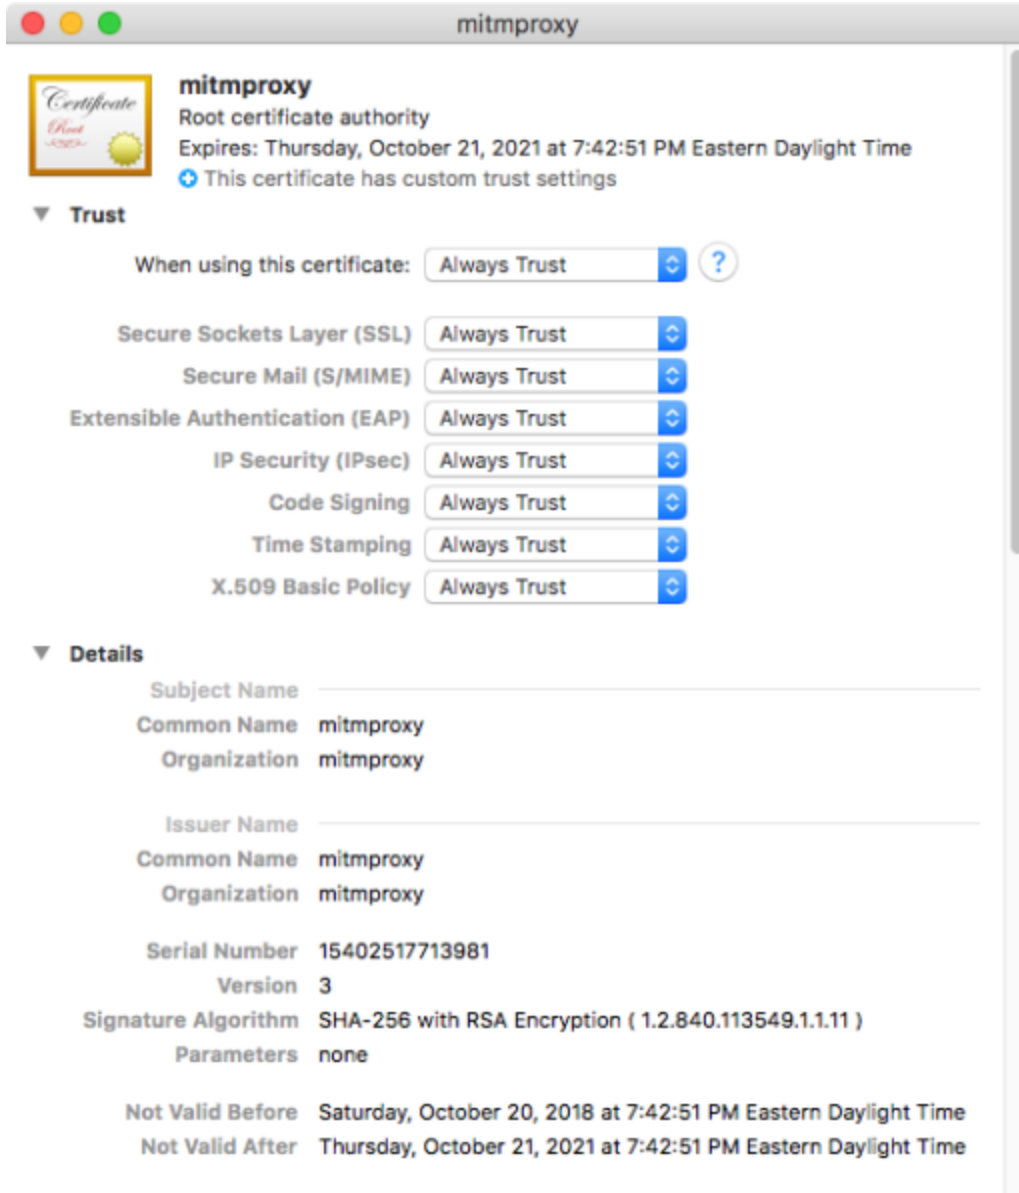 mitmproxy
Certificate
Root
mitmproxy
Root certificate authority
Expires: Thursday, October 21, 2021 at 7:42:51 PM Eastern Daylight Time
This certificate has custom trust settings
Trust
When using this certificate: Always Trust ?
Secure Sockets Layer (SSL) Always Trust
Secure Mail (S/MIME) Always Trust
Extensible Authentication (EAP) Always Trust
IP Security (IPsec) Always Trust
Code Signing Always Trust
Time Stamping Always Trust
X.509 Basic Policy Always Trust
Details
Subject Name
Common Name mitmproxy
Organization mitmproxy
Issuer Name
Common Name mitmproxy
Organization mitmproxy
Serial Number 15402517713981
Version 3
Signature Algorithm SHA-256 with RSA Encryption ( 1.2.840.113549.1.1.11 )
Parameters none
Not Valid Before Saturday, October 20, 2018 at 7:42:51 PM Eastern Daylight Time
Not Valid After Thursday, October 21, 2021 at 7:42:51 PM Eastern Daylight Time